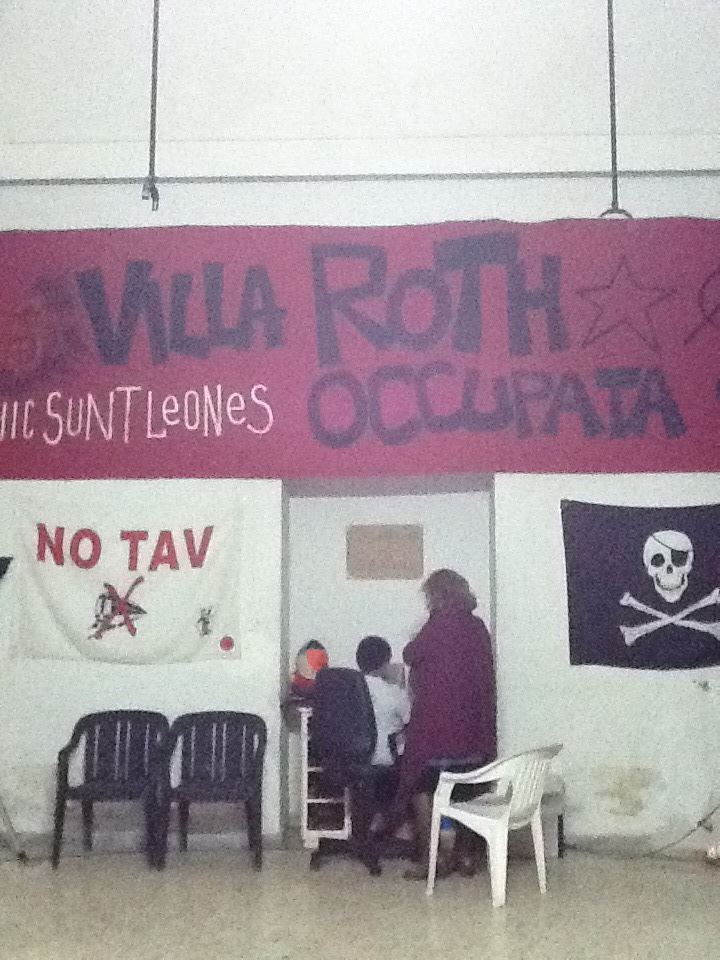 VILLA ROTH
HIC SUNT LEONES
OCCUPATA
NO TAV